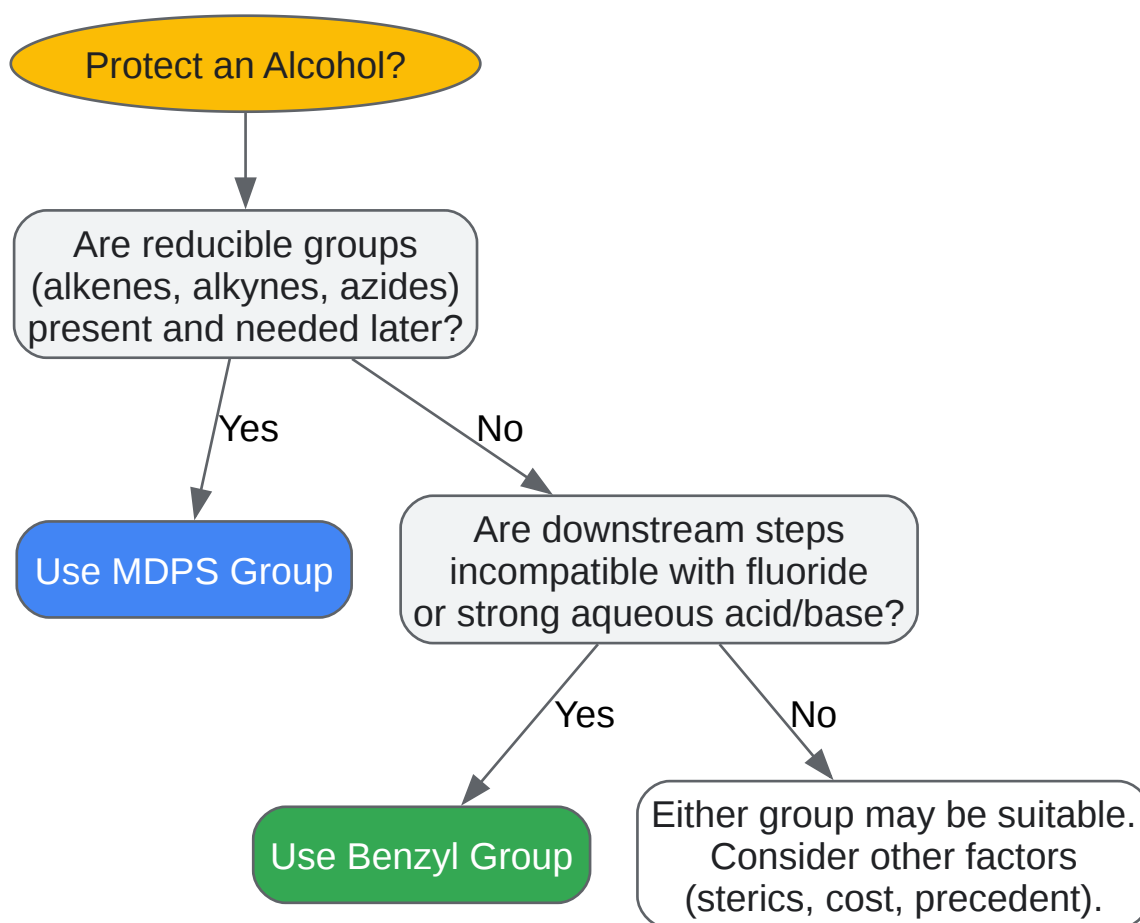 Protect an Alcohol?
Are reducible groups
(alkenes, alkynes, azides)
present and needed later?
Yes
No
Use MDPS Group
Are downstream steps
incompatible with fluoride
or strong aqueous acid/base?
Yes
No
Use Benzyl Group
Either group may be suitable.
Consider other factors
(sterics, cost, precedent).